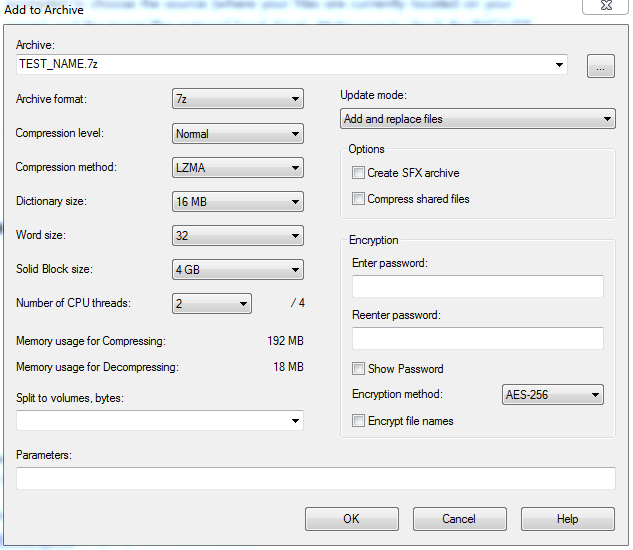 Add to Archive
Archive:
TEST_NAME.7z
...
Archive format:
7z
Compression level:
Normal
Compression method:
LZMA
Dictionary size:
16 MB
Word size:
32
Solid Block size:
4 GB
Number of CPU threads:
2
/ 4
Memory usage for Compressing:
192 MB
Memory usage for Decompressing:
18 MB
Split to volumes, bytes:
Update mode:
Add and replace files
Options
Create SFX archive
Compress shared files
Encryption
Enter password:
Reenter password:
Show Password
Encryption method:
AES-256
Encrypt file names
Parameters:
OK
Cancel
Help